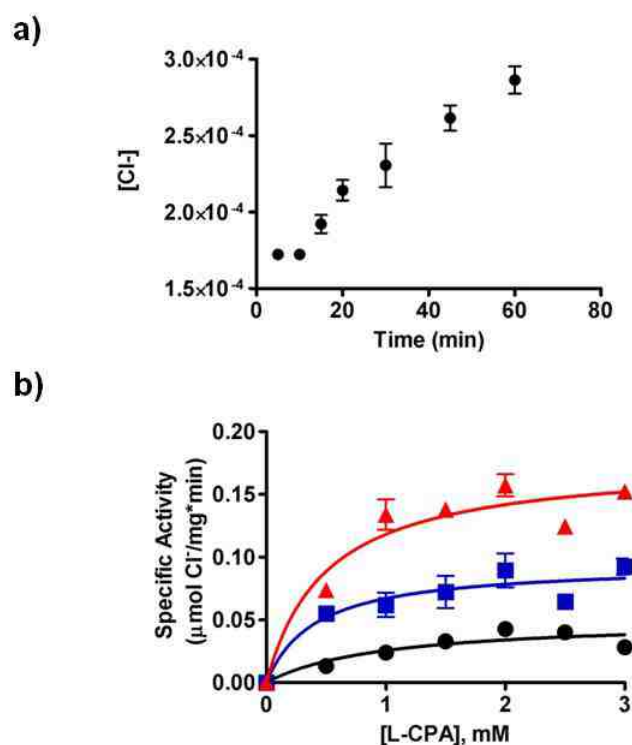 a)
3.0×10⁻⁴
2.5×10⁻⁴
2.0×10⁻⁴
1.5×10⁻⁴
[Cl-]
0 20 40 60 80
Time (min)
b)
0.20
0.15
0.10
0.05
0.00
Specific Activity
(μmol Cl⁻/mg*min)
0 1 2 3
[L-CPA], mM